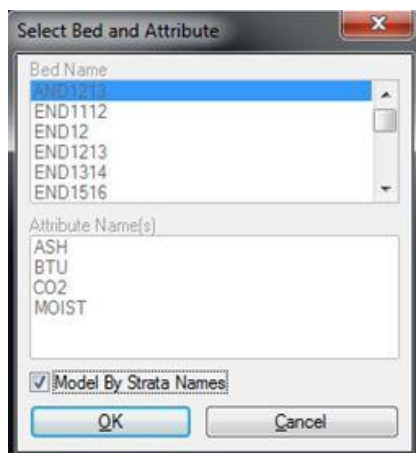 Select Bed and Attribute
Bed Name
AND1213
END1112
END12
END1213
END1314
END1516
Attribute Name(s)
ASH
BTU
CO2
MOIST
Model By Strata Names
OK
Cancel